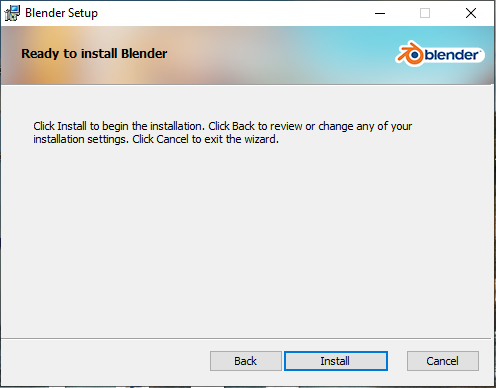 Blender Setup
Ready to install Blender
blender
Click Install to begin the installation. Click Back to review or change any of your
installation settings. Click Cancel to exit the wizard.
Back
Install
Cancel